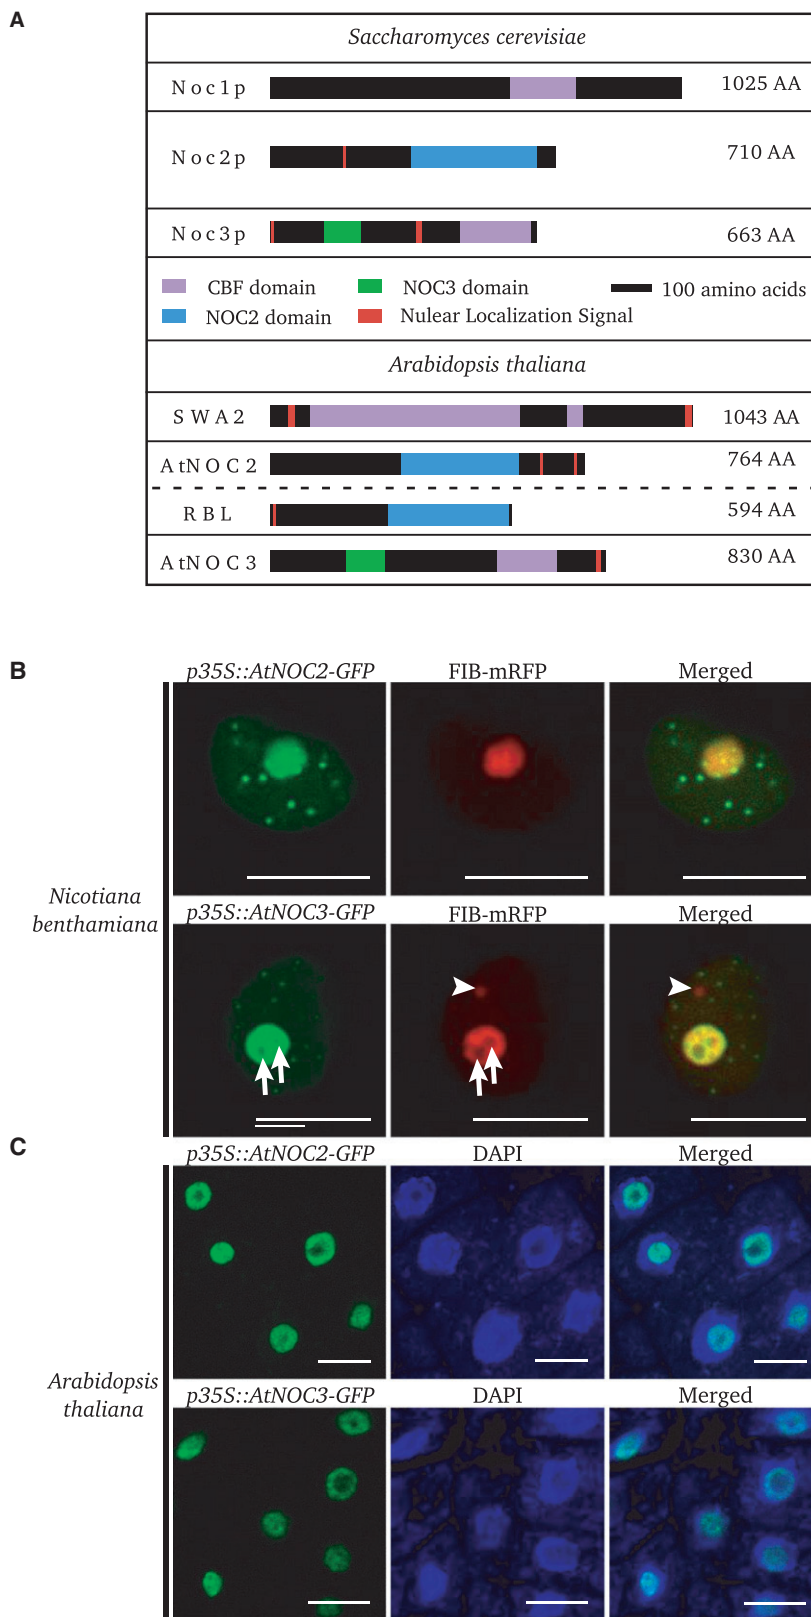 A
Saccharomyces cerevisiae
Noc1p 1025 AA
Noc2p 710 AA
Noc3p 663 AA
CBF domain NOC3 domain 100 amino acids
NOC2 domain Nulear Localization Signal
Arabidopsis thaliana
SWA2 1043 AA
AtNOC2 764 AA
RBL 594 AA
AtNOC3 830 AA
B
p35S::AtNOC2-GFP FIB-mRFP Merged
Nicotiana
benthamiana
p35S::AtNOC3-GFP FIB-mRFP Merged
C
p35S::AtNOC2-GFP DAPI Merged
Arabidopsis
thaliana
p35S::AtNOC3-GFP DAPI Merged